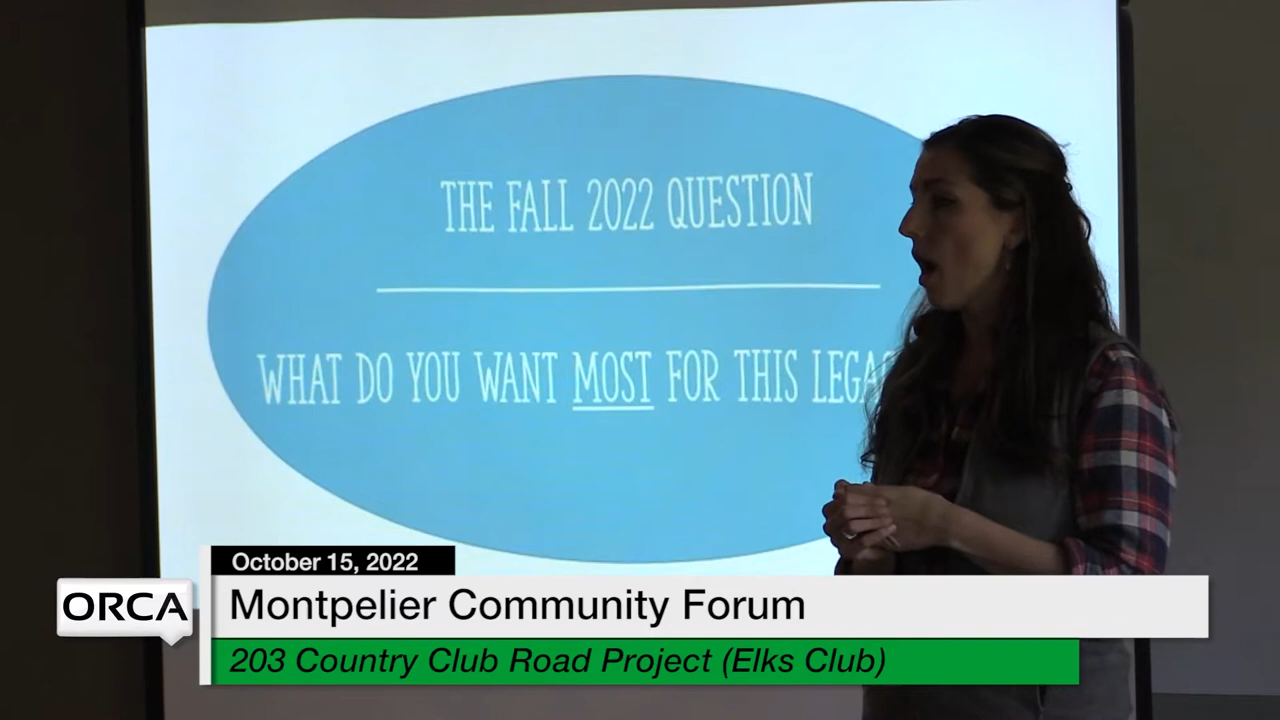 THE FALL 2022 QUESTION
WHAT DO YOU WANT MOST FOR THIS
October 15, 2022
ORCA
Montpelier Community Forum
203 Country Club Road Project (Elks Club)